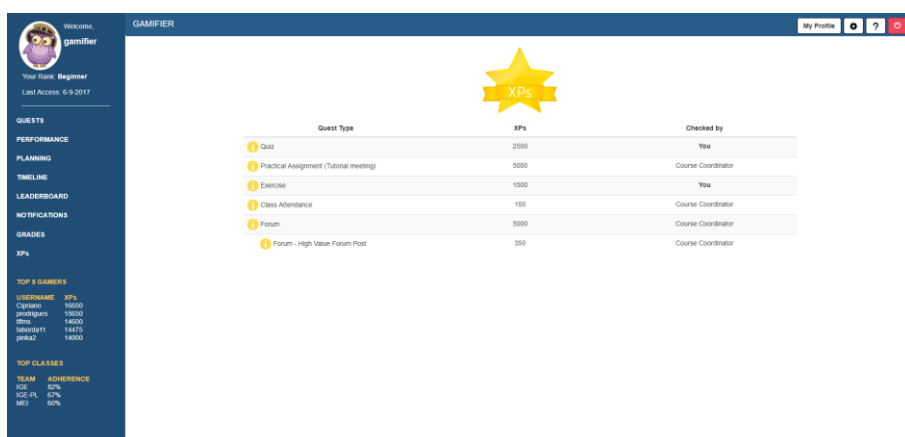 Welcome,
gamifier
Your Rank: Beginner
Last Access: 6-9-2017
QUESTS
PERFORMANCE
PLANNING
TIMELINE
LEADERBOARD
NOTIFICATIONS
GRADES
XPs
TOP 5 GAMERS
USERNAME XPs
Cipriano 16650
prodrigues 15650
tflms 14600
taborda11 14475
pinka2 14000
TOP CLASSES
TEAM ADHERENCE
IGE 82%
IGE-PL 67%
MEI 60%
GAMIFIER
My Profile ?
XPs
Quest Type XPs Checked by
Quiz 2500 You
Practical Assignment (Tutorial meeting) 5000 Course Coordinator
Exercise 1500 You
Class Attendance 150 Course Coordinator
Forum 5000 Course Coordinator
Forum - High Value Forum Post 350 Course Coordinator